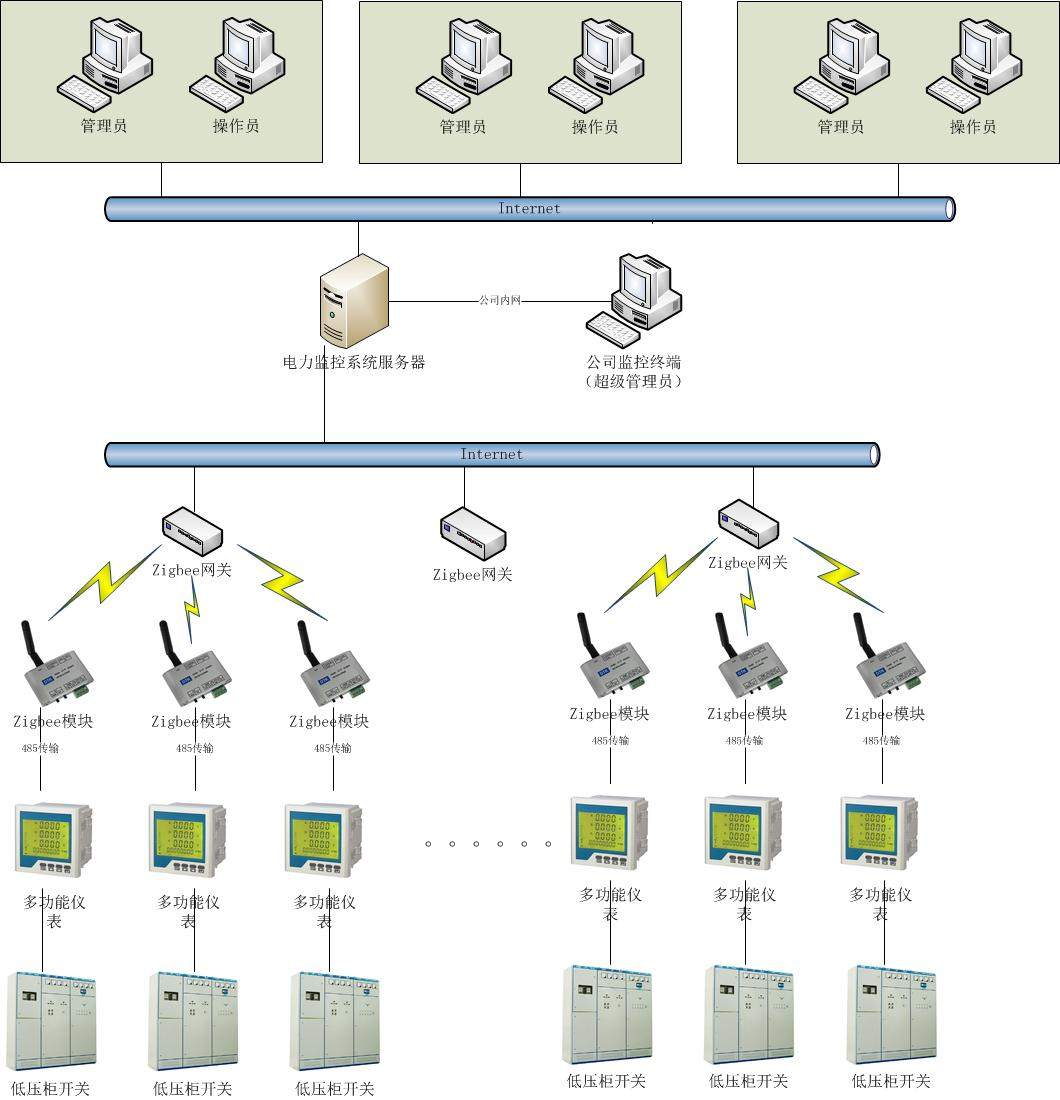 管理员
操作员
管理员
操作员
管理员
操作员
Internet
公司内网
电力监控系统服务器
公司监控终端
（超级管理员）
Internet
Zigbee网关
Zigbee网关
Zigbee网关
Zigbee模块
Zigbee模块
Zigbee模块
Zigbee模块
Zigbee模块
Zigbee模块
485传输
485传输
485传输
485传输
485传输
485传输
多功能仪
表
多功能仪
表
多功能仪
表
多功能仪
表
多功能仪
表
多功能仪
表
低压柜开关
低压柜开关
低压柜开关
低压柜开关
低压柜开关
低压柜开关